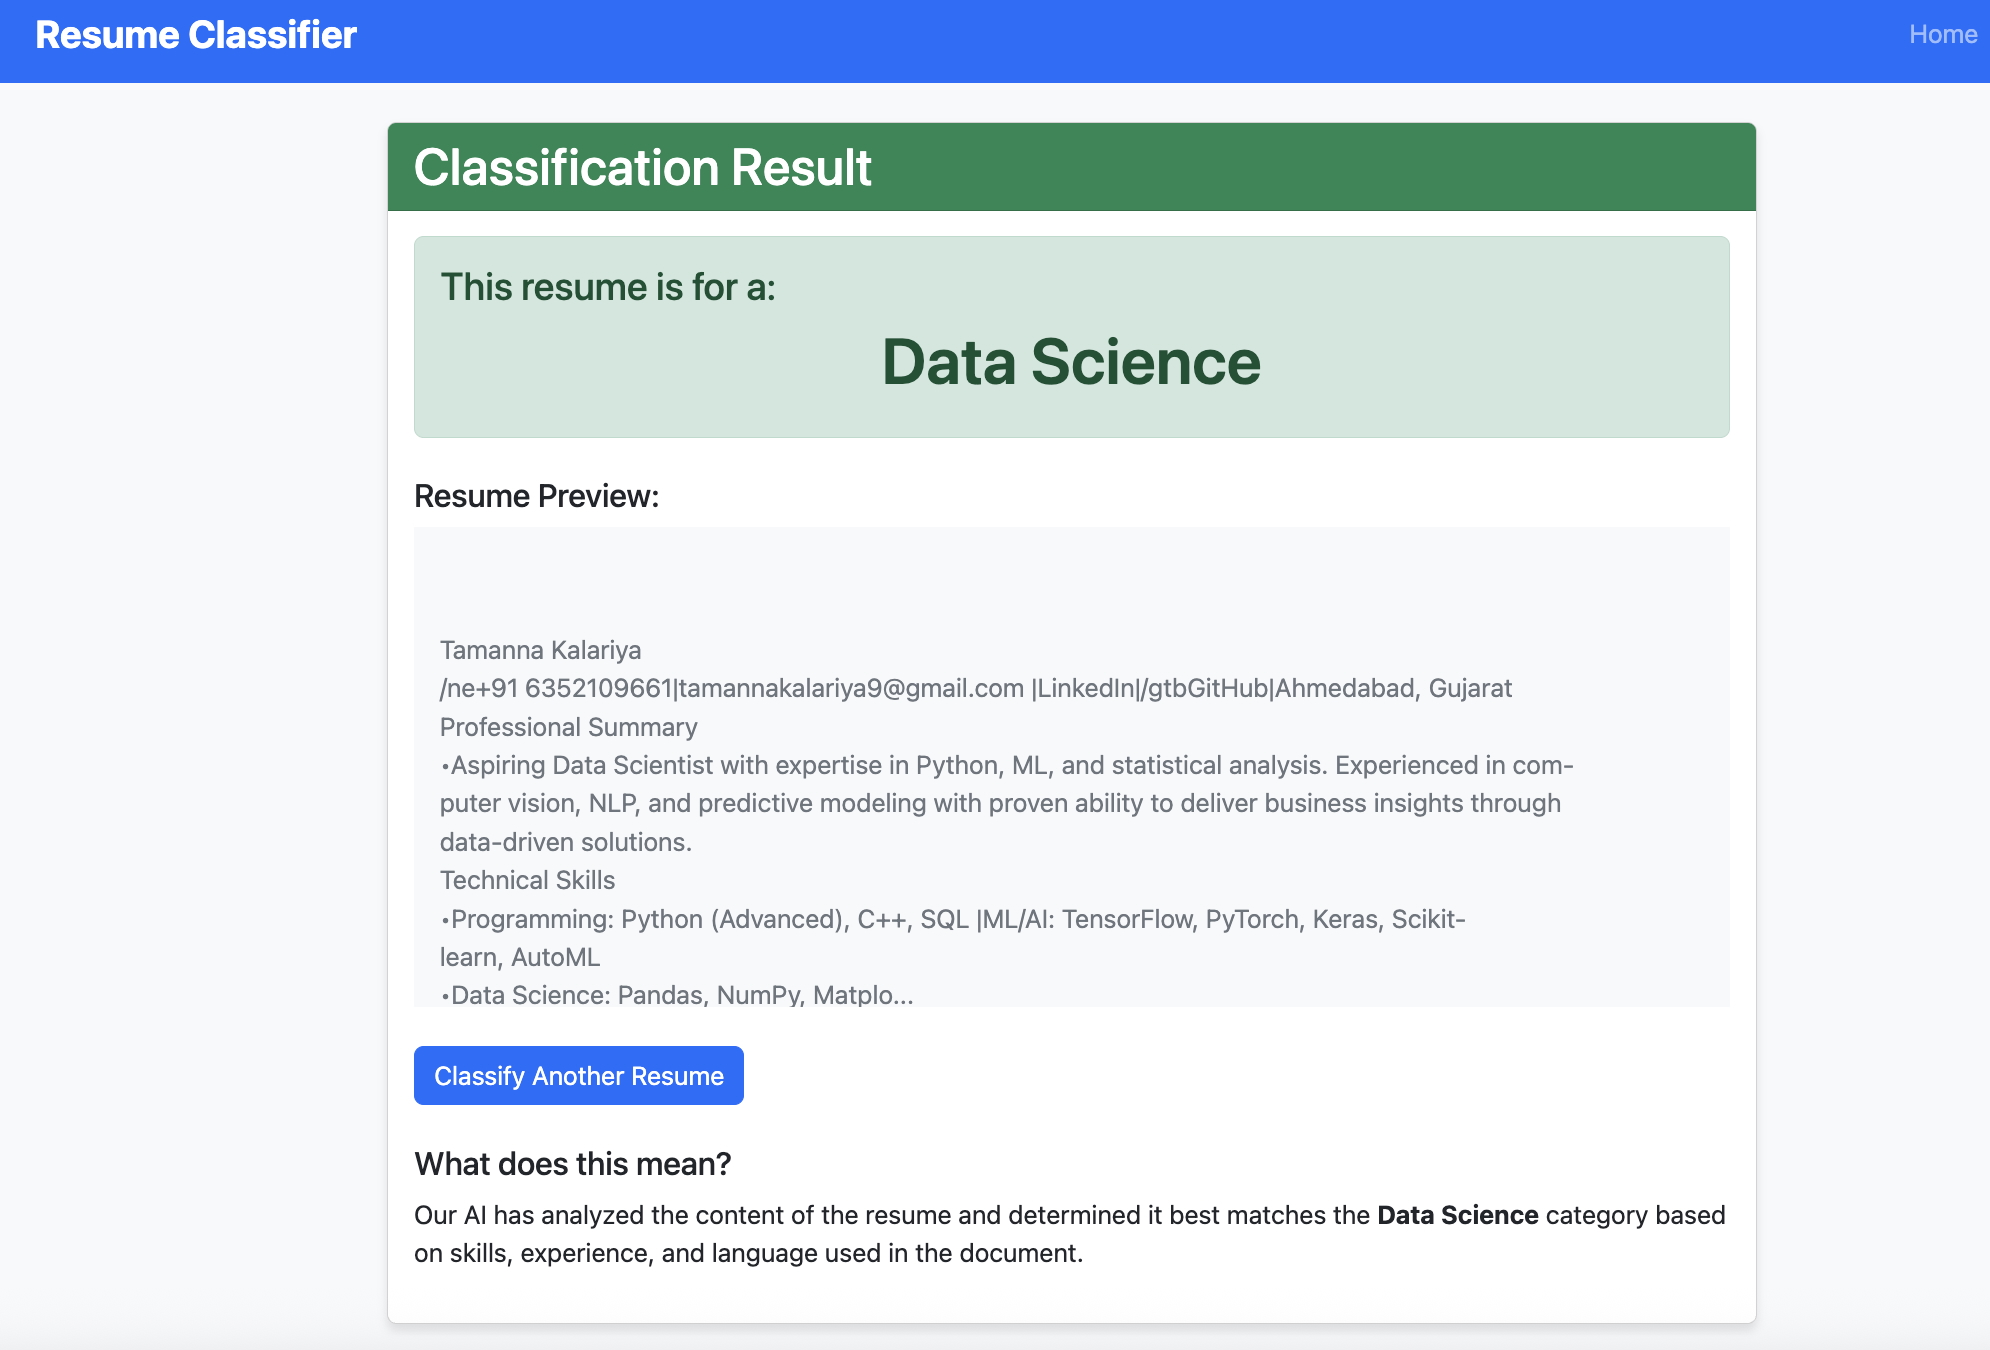 Resume Classifier
Home
Classification Result
This resume is for a:
Data Science
Resume Preview:
Tamanna Kalariya
/ne+91 6352109661|tamannakalariya9@gmail.com |LinkedIn|/gtbGitHub|Ahmedabad, Gujarat
Professional Summary
•Aspiring Data Scientist with expertise in Python, ML, and statistical analysis. Experienced in com-
puter vision, NLP, and predictive modeling with proven ability to deliver business insights through
data-driven solutions.
Technical Skills
•Programming: Python (Advanced), C++, SQL |ML/AI: TensorFlow, PyTorch, Keras, Scikit-
learn, AutoML
•Data Science: Pandas, NumPy, Matplo...
Classify Another Resume
What does this mean?
Our AI has analyzed the content of the resume and determined it best matches the Data Science category based
on skills, experience, and language used in the document.